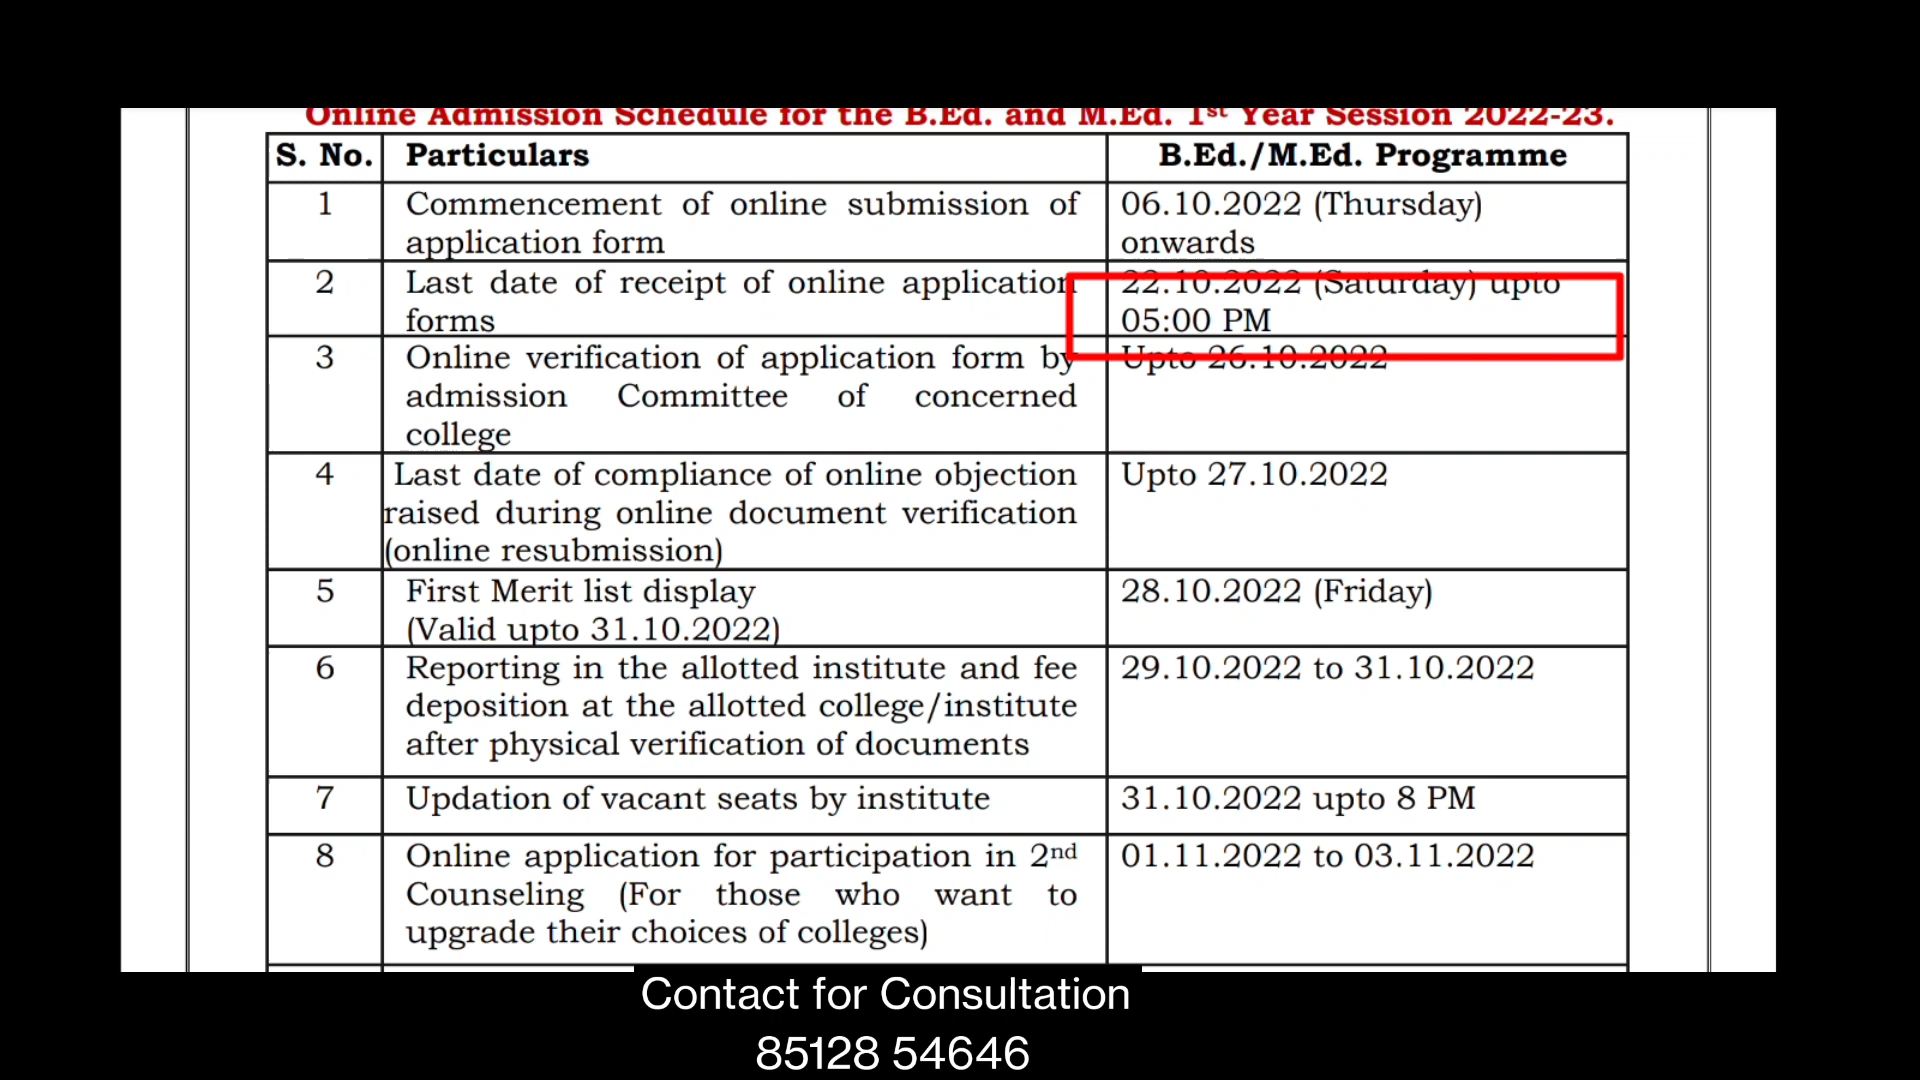 Online Admission Schedule for the B.Ed. and M.Ed. 1st Year Session 2022-23.
S. No. Particulars B.Ed./M.Ed. Programme
1 Commencement of online submission of 06.10.2022 (Thursday)
application form onwards
2 Last date of receipt of online application 22.10.2022 (Saturday) upto
forms 05:00 PM
3 Online verification of application form by Upto 26.10.2022
admission Committee of concerned
college
4 Last date of compliance of online objection Upto 27.10.2022
raised during online document verification
(online resubmission)
5 First Merit list display 28.10.2022 (Friday)
(Valid upto 31.10.2022)
6 Reporting in the allotted institute and fee 29.10.2022 to 31.10.2022
deposition at the allotted college/institute
after physical verification of documents
7 Updation of vacant seats by institute 31.10.2022 upto 8 PM
8 Online application for participation in 2nd 01.11.2022 to 03.11.2022
Counseling (For those who want to
upgrade their choices of colleges)
Contact for Consultation
85128 54646